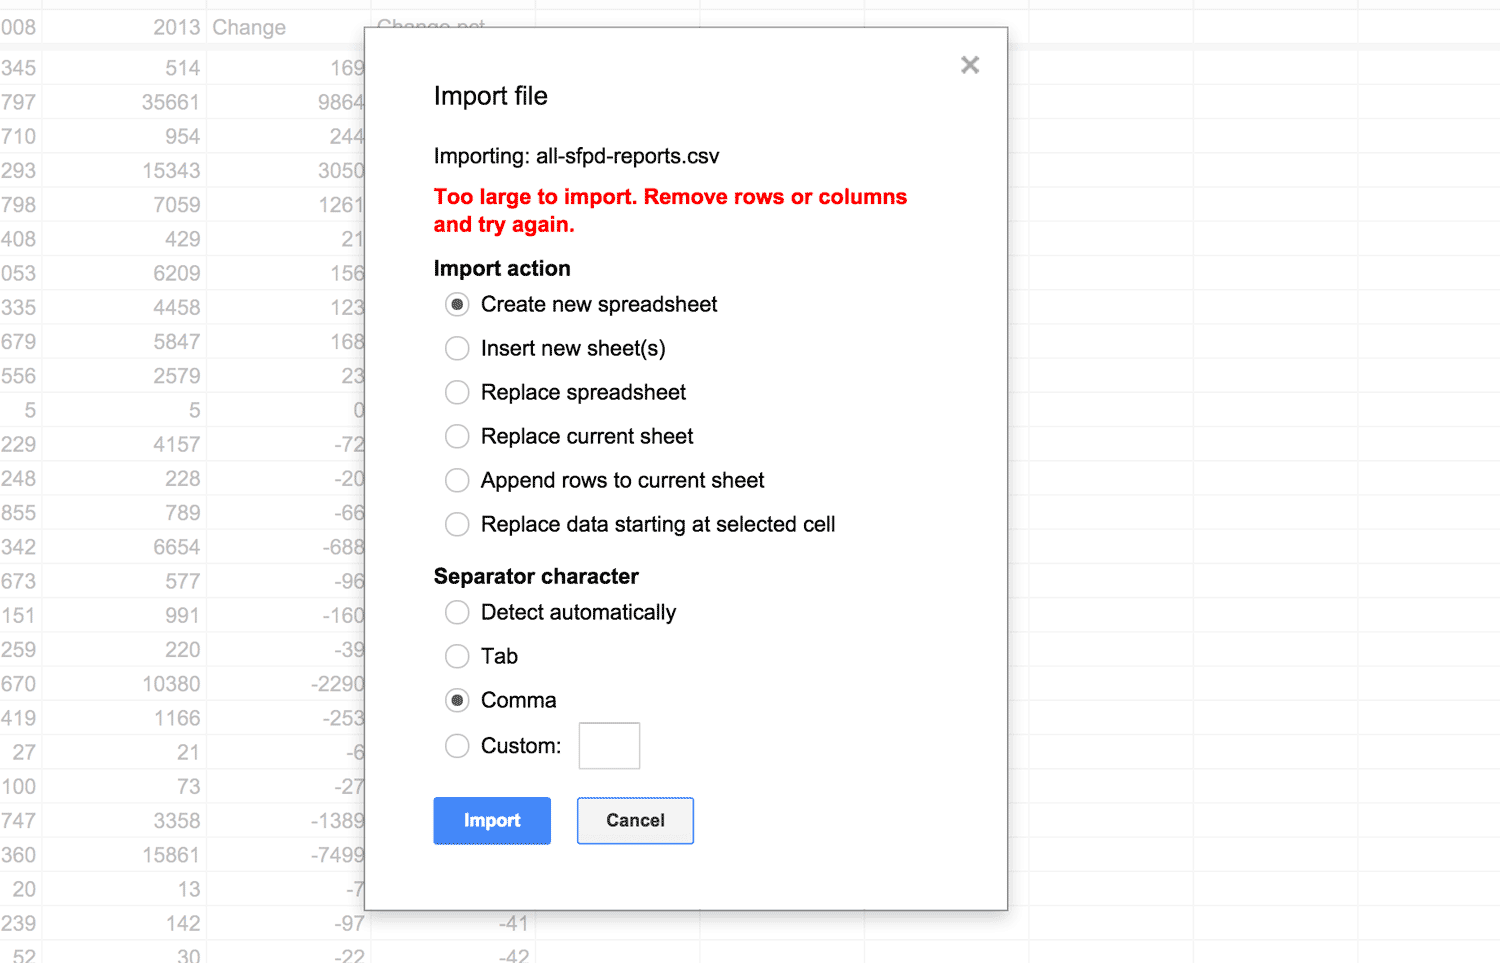 008 2013 Change Change pct
345 514 169
797 35661 9864
710 954 244
293 15343 3050
798 7059 1261
408 429 21
053 6209 156
335 4458 123
679 5847 168
556 2579 23
5 5 0
229 4157 -72
248 228 -20
855 789 -66
342 6654 -688
673 577 -96
151 991 -160
259 220 -39
670 10380 -2290
419 1166 -253
27 21 -6
100 73 -27
747 3358 -1389
360 15861 -7499
20 13 -7
239 142 -97 -41
52 30 -22 -42
Import file
Importing: all-sfpd-reports.csv
Too large to import. Remove rows or columns
and try again.
Import action
Create new spreadsheet
Insert new sheet(s)
Replace spreadsheet
Replace current sheet
Append rows to current sheet
Replace data starting at selected cell
Separator character
Detect automatically
Tab
Comma
Custom:
Import Cancel